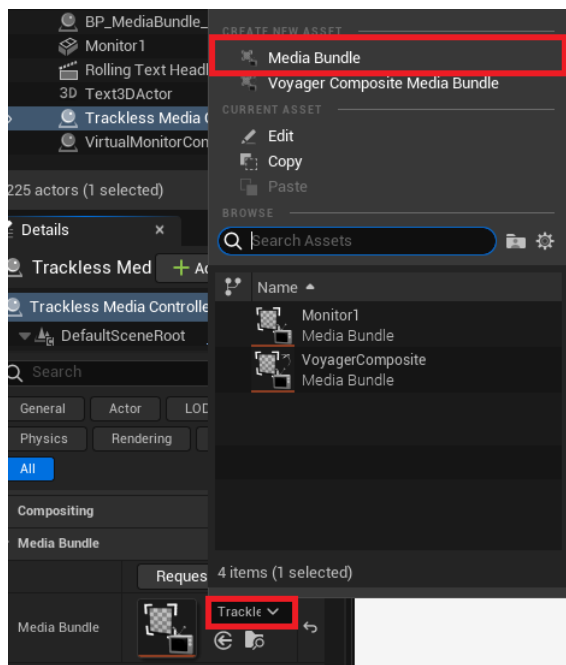 BP_MediaBundle_
Monitor1
Rolling Text Headl
3D Text3DActor
Trackless Media C
VirtualMonitorCon
225 actors (1 selected)
Details
Trackless Med + Ad
Trackless Media Controlle
DefaultSceneRoot
Search
General Actor LOD
Physics Rendering
All
Compositing
Media Bundle
Reques
Media Bundle
CREATE NEW ASSET
Media Bundle
Voyager Composite Media Bundle
CURRENT ASSET
Edit
Copy
Paste
BROWSE
Search Assets
Name
Monitor1
Media Bundle
VoyagerComposite
Media Bundle
4 items (1 selected)
Trackle